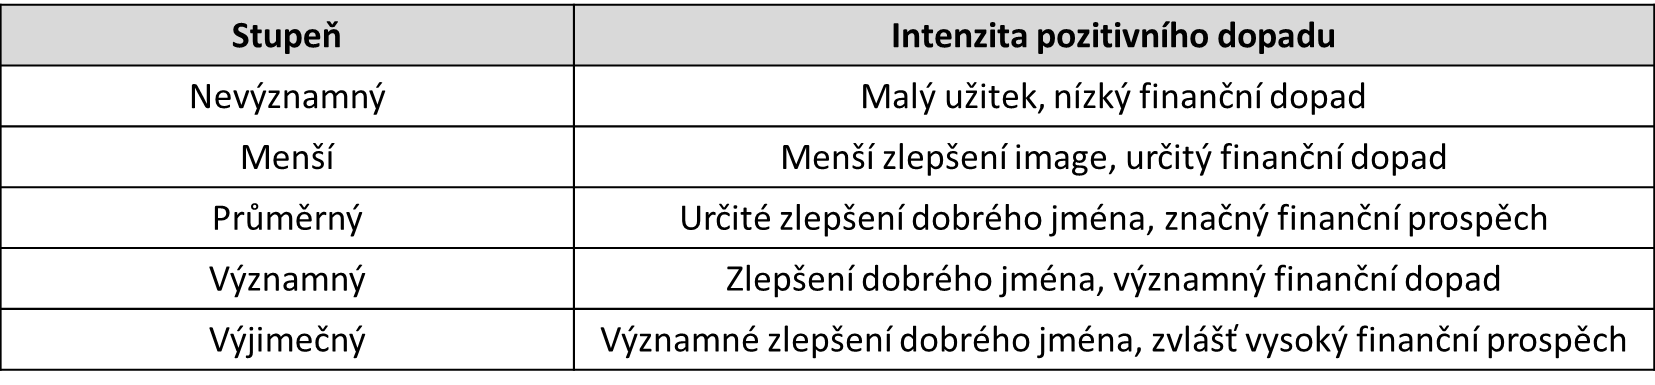 Stupeň Intenzita pozitivního dopadu
Nevýznamný Malý užitek, nízký finanční dopad
Menší Menší zlepšení image, určitý finanční dopad
Průměrný Určité zlepšení dobrého jména, značný finanční prospěch
Významný Zlepšení dobrého jména, významný finanční dopad
Výjimečný Významné zlepšení dobrého jména, zvlášť vysoký finanční prospěch